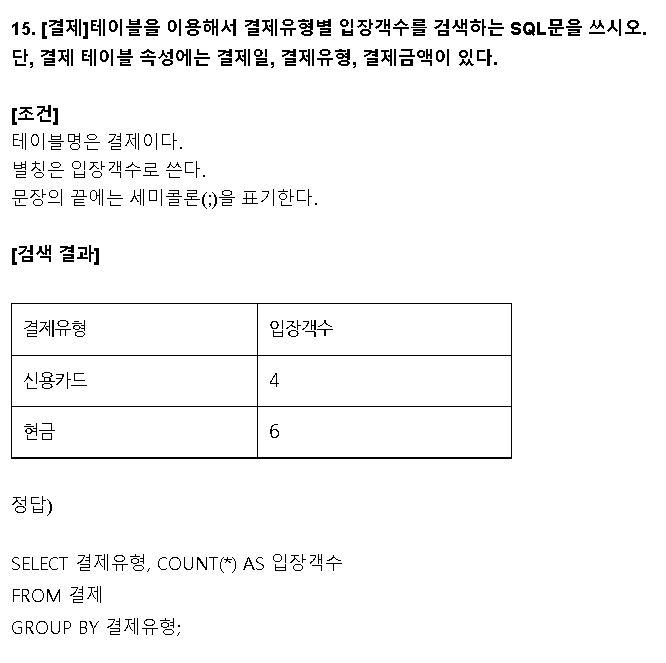 15. [결제]테이블을 이용해서 결제유형별 입장객수를 검색하는 SQL문을 쓰시오.
단, 결제 테이블 속성에는 결제일, 결제유형, 결제금액이 있다.
[조건]
테이블명은 결제이다.
별칭은 입장객수로 쓴다.
문장의 끝에는 세미콜론(;)을 표기한다.
[검색 결과]
결제유형 입장객수
신용카드 4
현금 6
정답)
SELECT 결제유형, COUNT(*) AS 입장객수
FROM 결제
GROUP BY 결제유형;